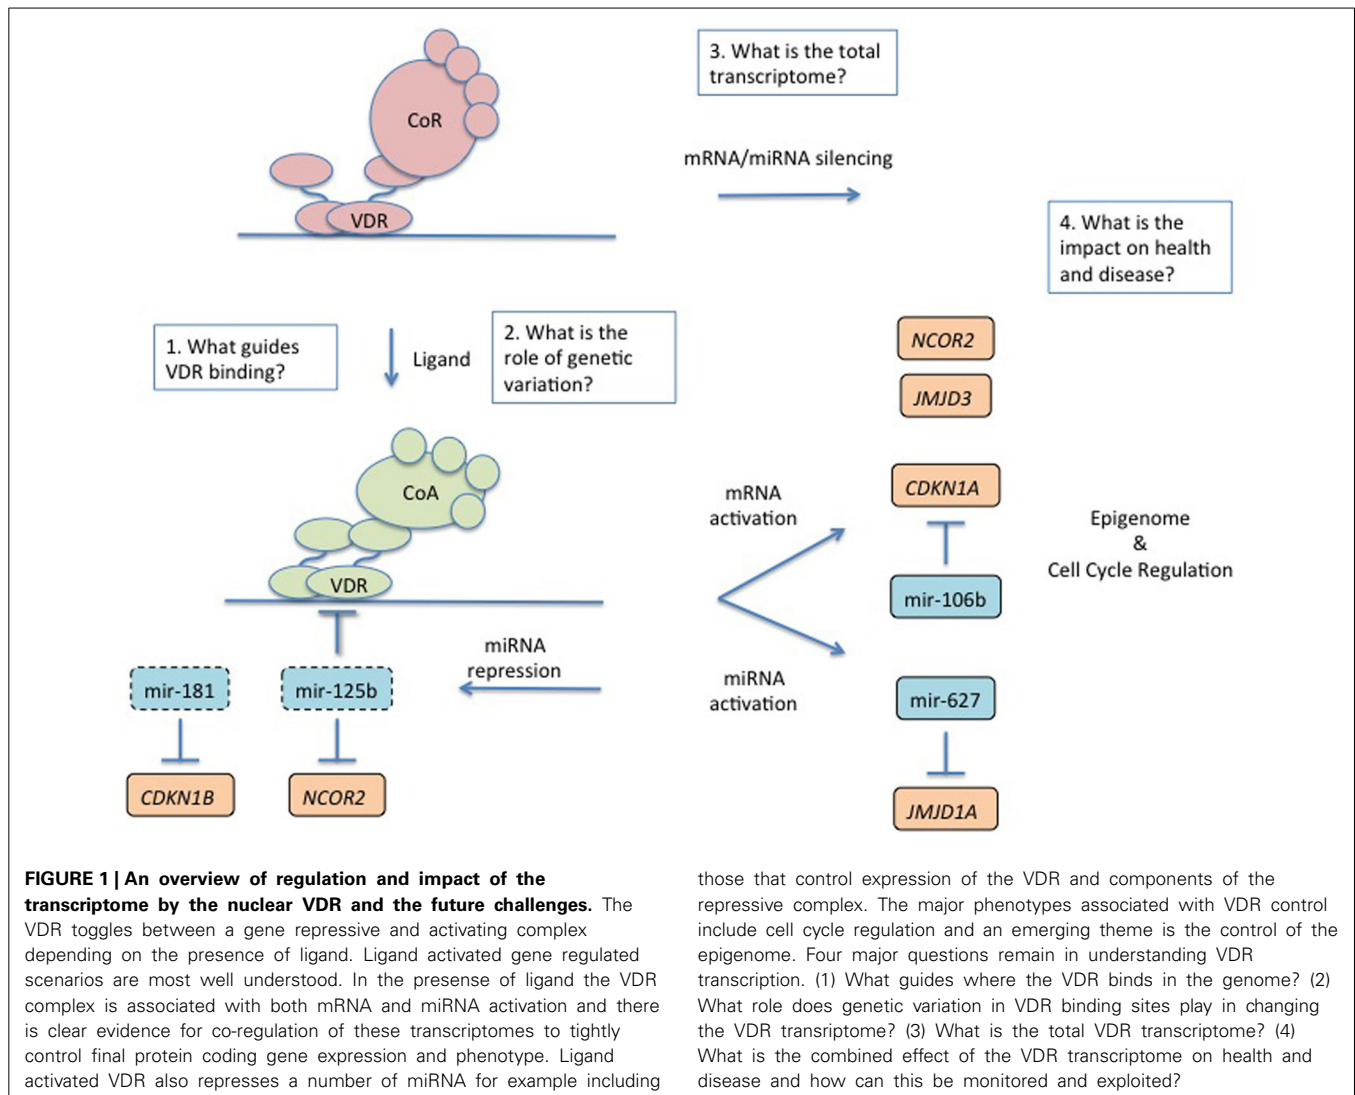 CoR
VDR
3. What is the total
transcriptome?
mRNA/miRNA silencing
4. What is the
impact on health
and disease?
1. What guides
VDR binding?
Ligand
2. What is the
role of genetic
variation?
NCOR2
JMJD3
CoA
VDR
mRNA
activation
CDKN1A
Epigenome
&
Cell Cycle Regulation
mir-106b
miRNA
repression
miRNA
activation
mir-181
mir-125b
mir-627
CDKN1B
NCOR2
JMJD1A
FIGURE 1 | An overview of regulation and impact of the
transcriptome by the nuclear VDR and the future challenges. The
VDR toggles between a gene repressive and activating complex
depending on the presence of ligand. Ligand activated gene regulated
scenarios are most well understood. In the presense of ligand the VDR
complex is associated with both mRNA and miRNA activation and there
is clear evidence for co-regulation of these transcriptomes to tightly
control final protein coding gene expression and phenotype. Ligand
activated VDR also represses a number of miRNA for example including
those that control expression of the VDR and components of the
repressive complex. The major phenotypes associated with VDR control
include cell cycle regulation and an emerging theme is the control of the
epigenome. Four major questions remain in understanding VDR
transcription. (1) What guides where the VDR binds in the genome? (2)
What role does genetic variation in VDR binding sites play in changing
the VDR transriptome? (3) What is the total VDR transcriptome? (4)
What is the combined effect of the VDR transcriptome on health and
disease and how can this be monitored and exploited?